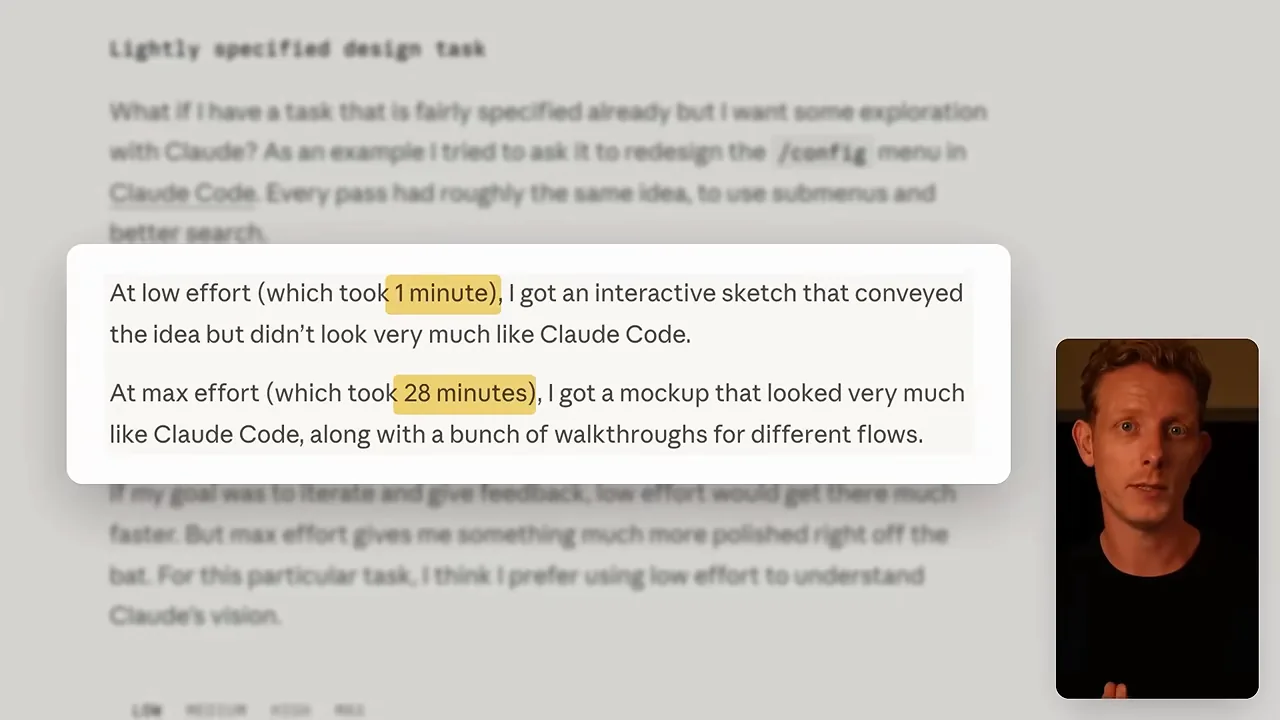 Lightly specified design task
What if I have a task that is fairly specified already but I want some exploration
with Claude? As an example I tried to ask it to redesign the /config menu in
Claude Code. Every pass had roughly the same idea, to use submenus and
better search.
At low effort (which took 1 minute), I got an interactive sketch that conveyed
the idea but didn’t look very much like Claude Code.
At max effort (which took 28 minutes), I got a mockup that looked very much
like Claude Code, along with a bunch of walkthroughs for different flows.
If my goal was to iterate and give feedback, low effort would get there much
faster. But max effort gives me something much more polished right off the
bat. For this particular task, I think I prefer using low effort to understand
Claude's vision.
LOW MEDIUM HIGH MAX